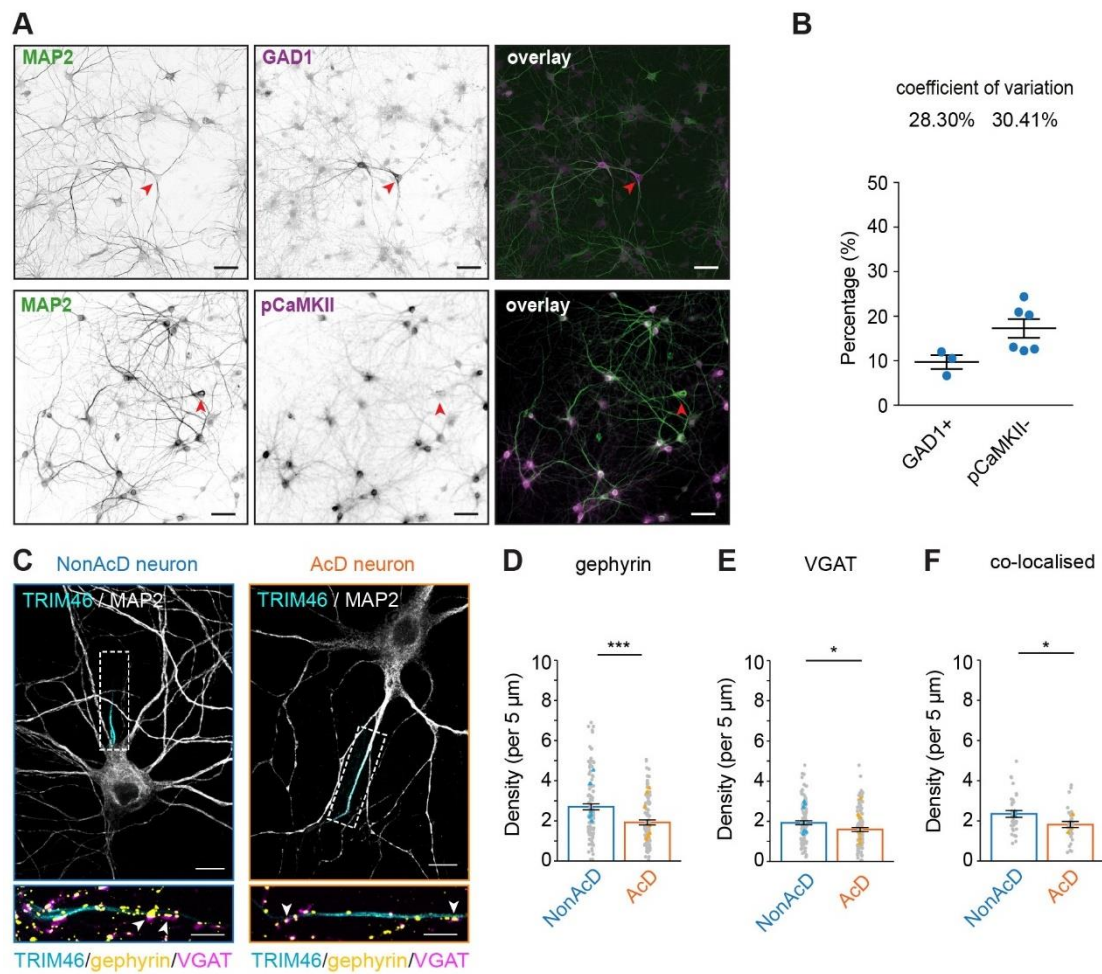 A
MAP2
GAD1
overlay
MAP2
pCaMKII
overlay
B
coefficient of variation
28.30% 30.41%
Percentage (%)
50
40
30
20
10
0
GAD1+
pCaMKII-
C
NonAcD neuron
AcD neuron
TRIM46 / MAP2
TRIM46 / MAP2
TRIM46/gephyrin/VGAT
TRIM46/gephyrin/VGAT
D
gephyrin
***
Density (per 5 µm)
10
8
6
4
2
0
NonAcD
AcD
E
VGAT
*
Density (per 5 µm)
10
8
6
4
2
0
NonAcD
AcD
F
co-localised
*
Density (per 5 µm)
10
8
6
4
2
0
NonAcD
AcD